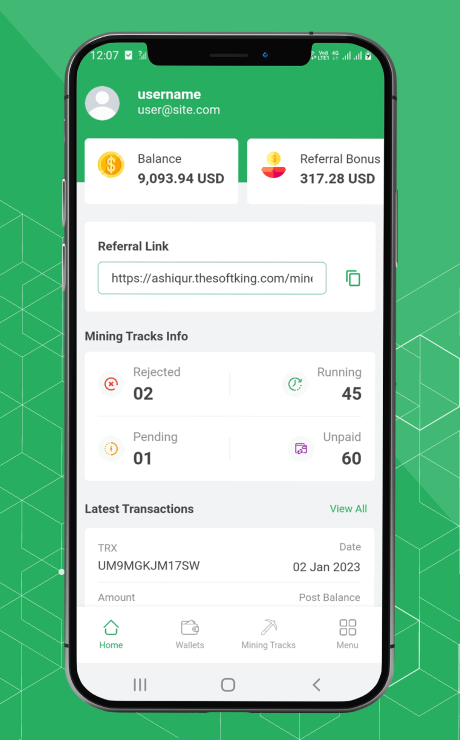 12:07
4G
username
user@site.com
Balance
9,093.94 USD
Referral Bonus
317.28 USD
Referral Link
https://ashiqur.thesoftking.com/mine
Mining Tracks Info
Rejected
02
Running
45
Pending
01
Unpaid
60
Latest Transactions
View All
TRX
Date
UM9MGKJM17SW
02 Jan 2023
Amount
Post Balance
Home
Wallets
Mining Tracks
Menu